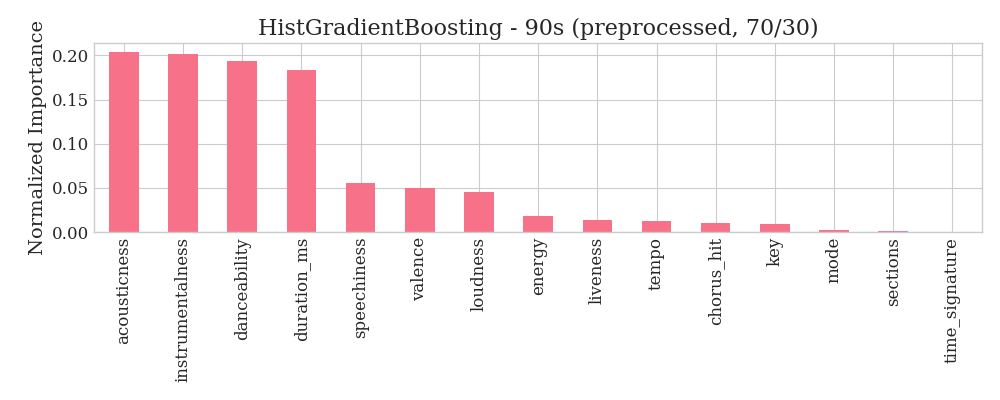 HistGradientBoosting - 90s (preprocessed, 70/30)
Normalized Importance
0.20
0.15
0.10
0.05
0.00
acousticness
instrumentalness
danceability
duration_ms
speechiness
valence
loudness
energy
liveness
tempo
chorus_hit
key
mode
sections
time_signature